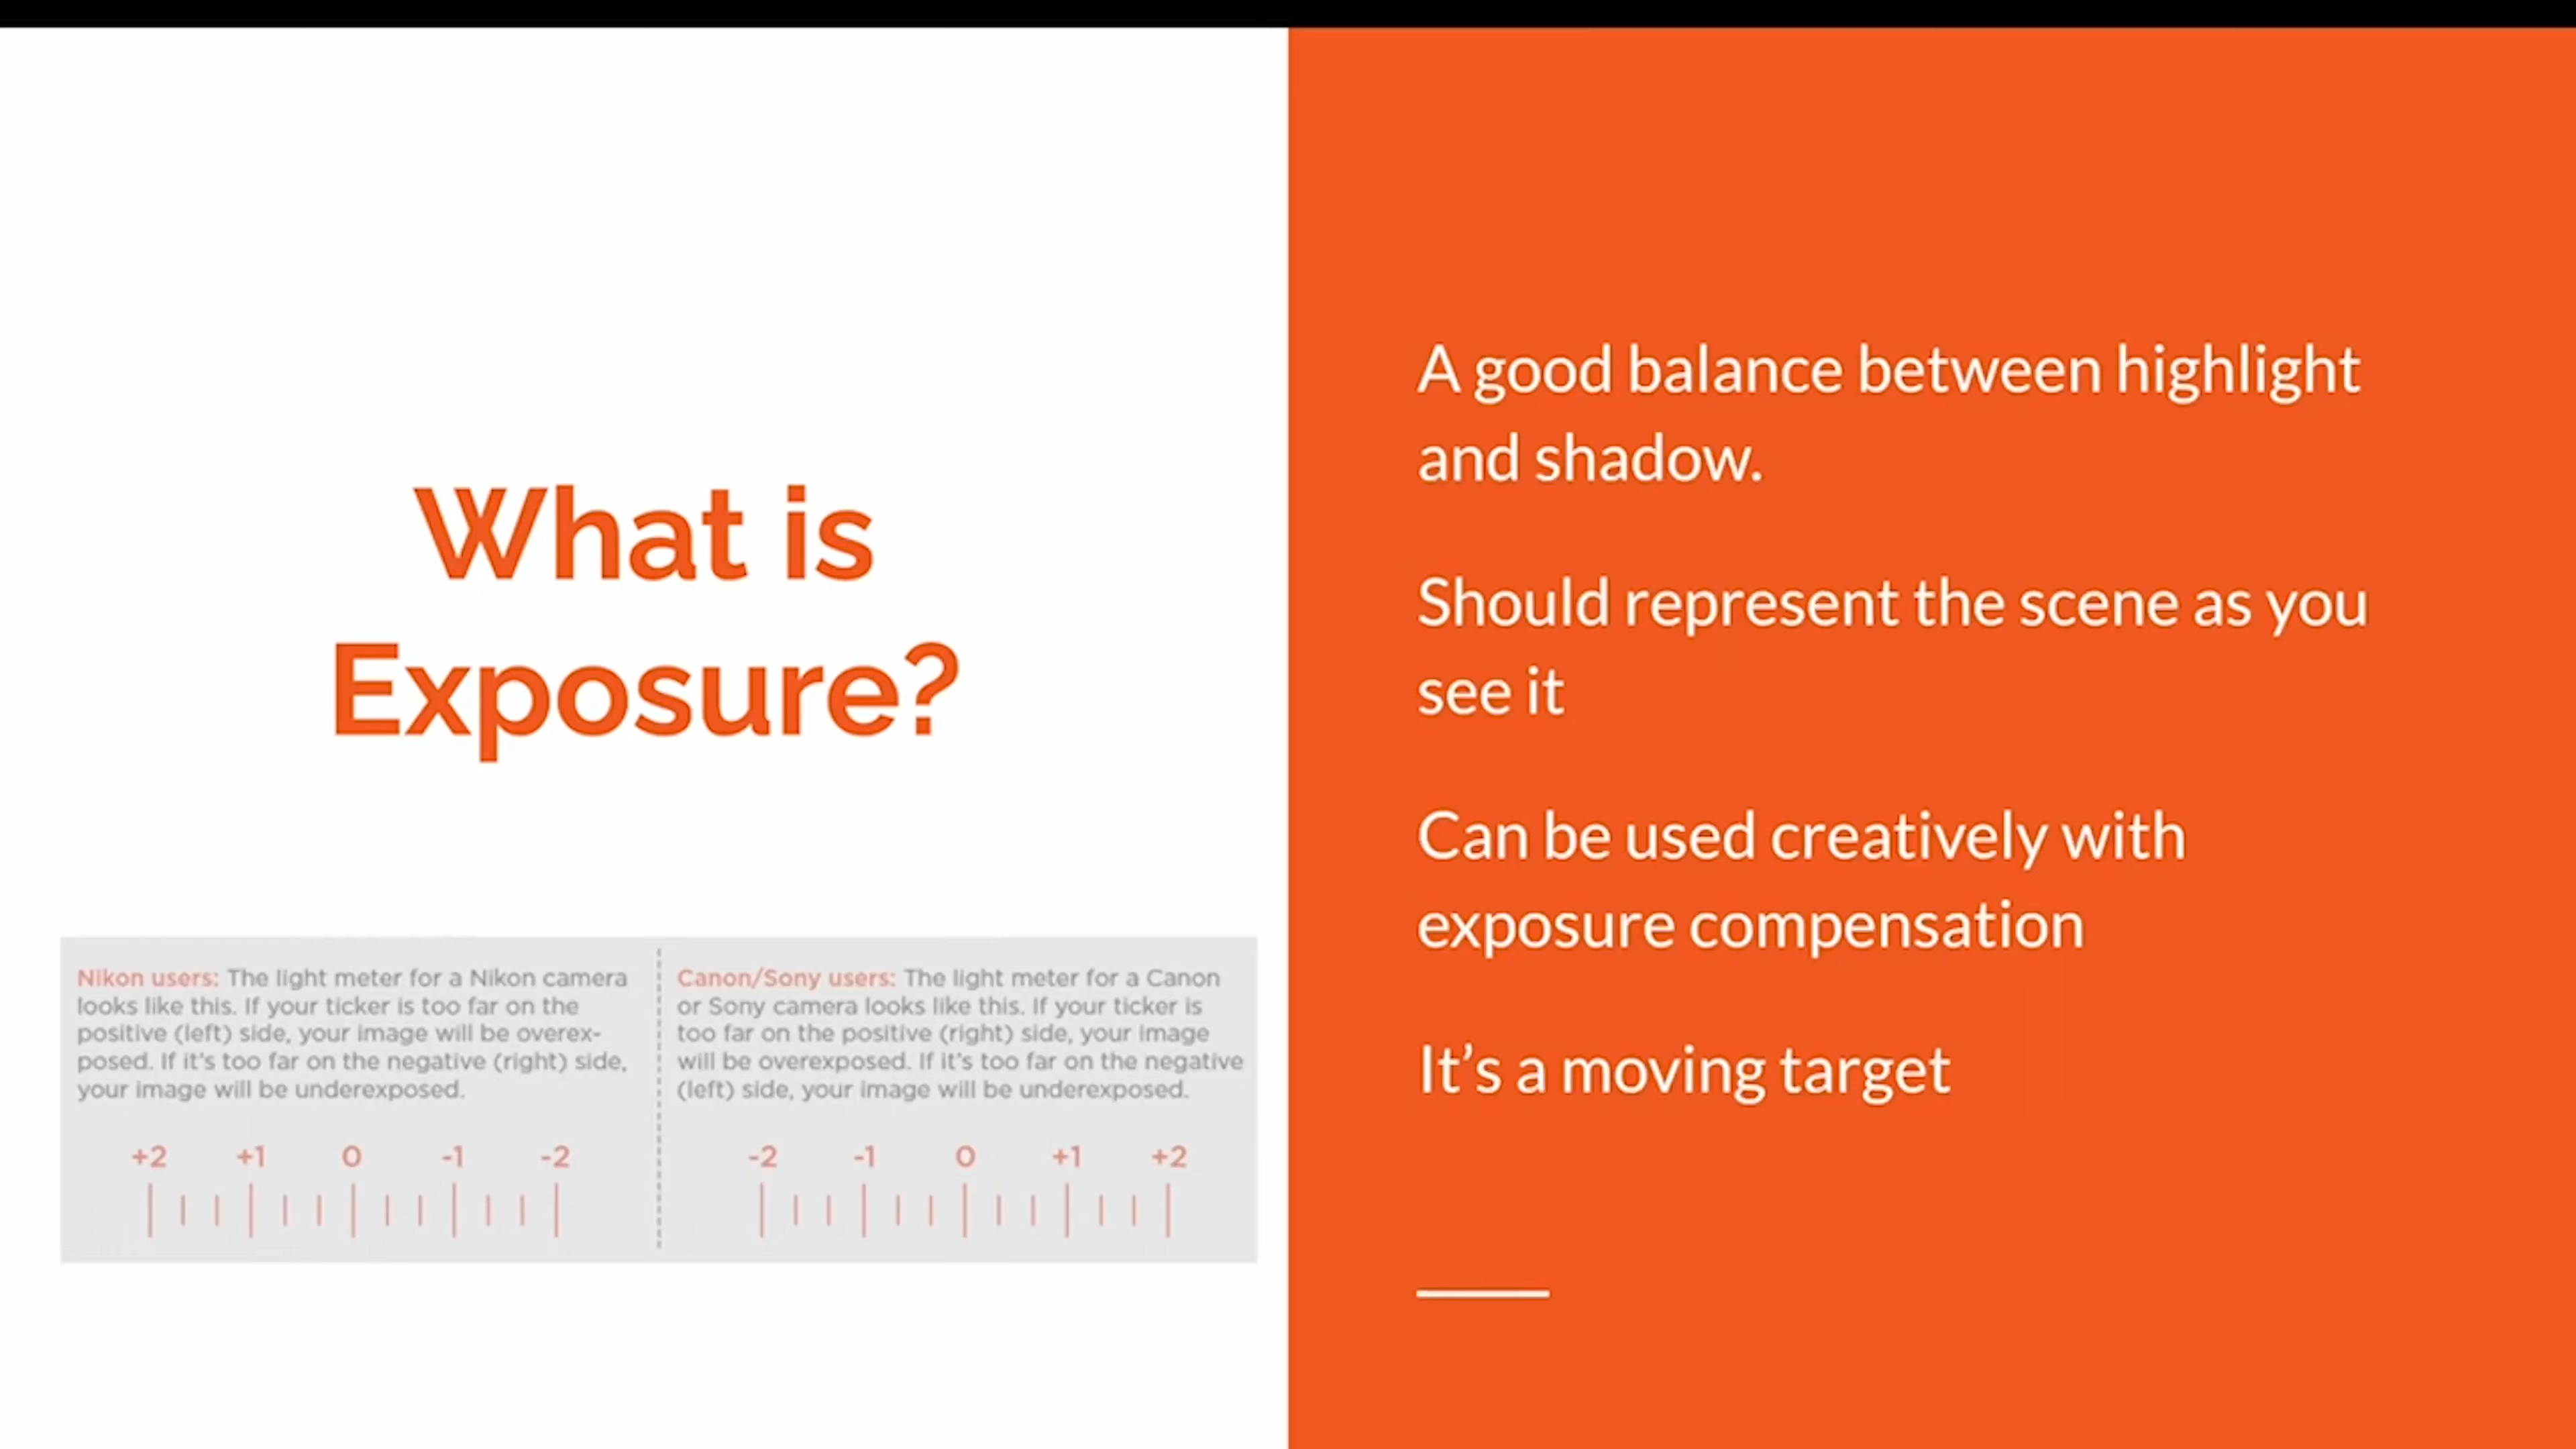 What is
Exposure?
Nikon users: The light meter for a Nikon camera
looks like this. If your ticker is too far on the
positive (left) side, your image will be overex-
posed. If it's too far on the negative (right) side,
your image will be underexposed.
+2 +1 0 -1 -2
Canon/Sony users: The light meter for a Canon
or Sony camera looks like this. If your ticker is
too far on the positive (right) side, your image
will be overexposed. If it's too far on the negative
(left) side, your image will be underexposed.
-2 -1 0 +1 +2
A good balance between highlight
and shadow.
Should represent the scene as you
see it
Can be used creatively with
exposure compensation
It’s a moving target